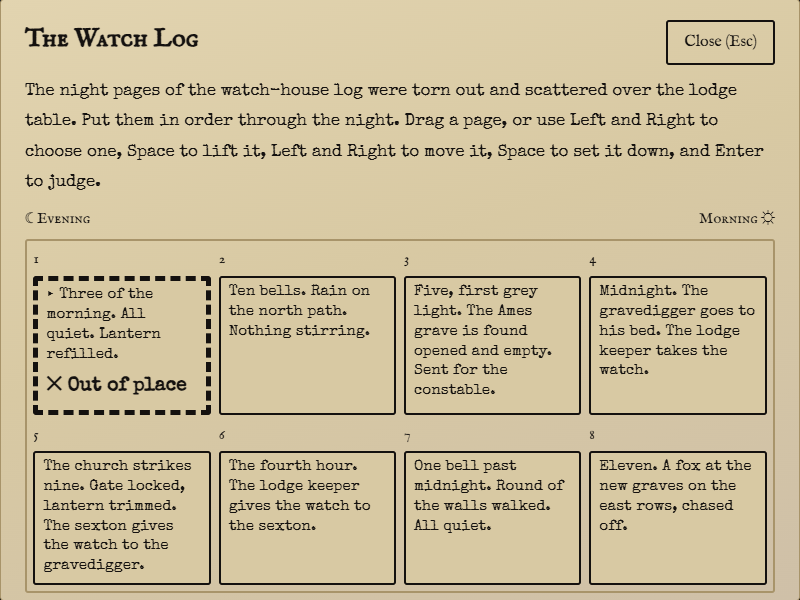 The Watch Log
Close (Esc)
The night pages of the watch-house log were torn out and scattered over the lodge
table. Put them in order through the night. Drag a page, or use Left and Right to
choose one, Space to lift it, Left and Right to move it, Space to set it down, and Enter
to judge.
☾ Evening
Morning ☼
1
▸ Three of the
morning. All
quiet. Lantern
refilled.
✕ Out of place
2
Ten bells. Rain on
the north path.
Nothing stirring.
3
Five, first grey
light. The Ames
grave is found
opened and empty.
Sent for the
constable.
4
Midnight. The
gravedigger goes to
his bed. The lodge
keeper takes the
watch.
5
The church strikes
nine. Gate locked,
lantern trimmed.
The sexton gives
the watch to the
gravedigger.
6
The fourth hour.
The lodge keeper
gives the watch to
the sexton.
7
One bell past
midnight. Round of
the walls walked.
All quiet.
8
Eleven. A fox at the
new graves on the
east rows, chased
off.